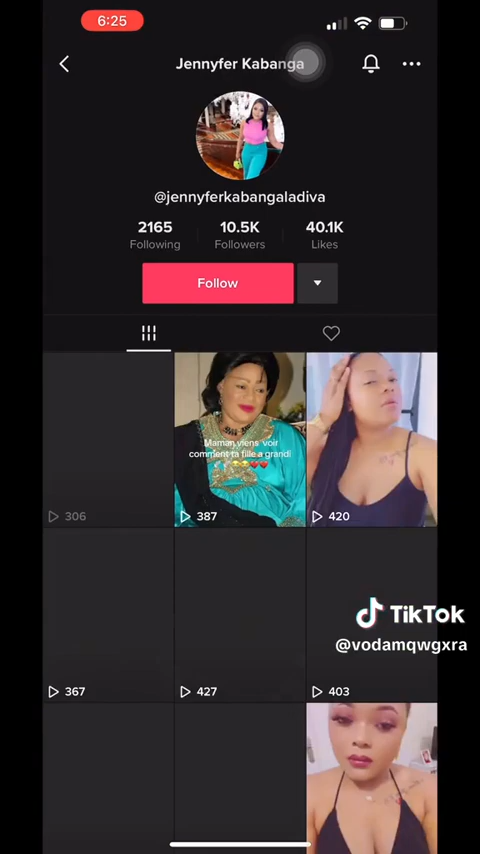 6:25
Jennyfer Kabanga
@jennyferkabangaladiva
2165 10.5K 40.1K
Following Followers Likes
Follow
Maman viens voir
comment ta fille a grandi
306 387 420
TikTok
@vodamqwgxra
367 427 403